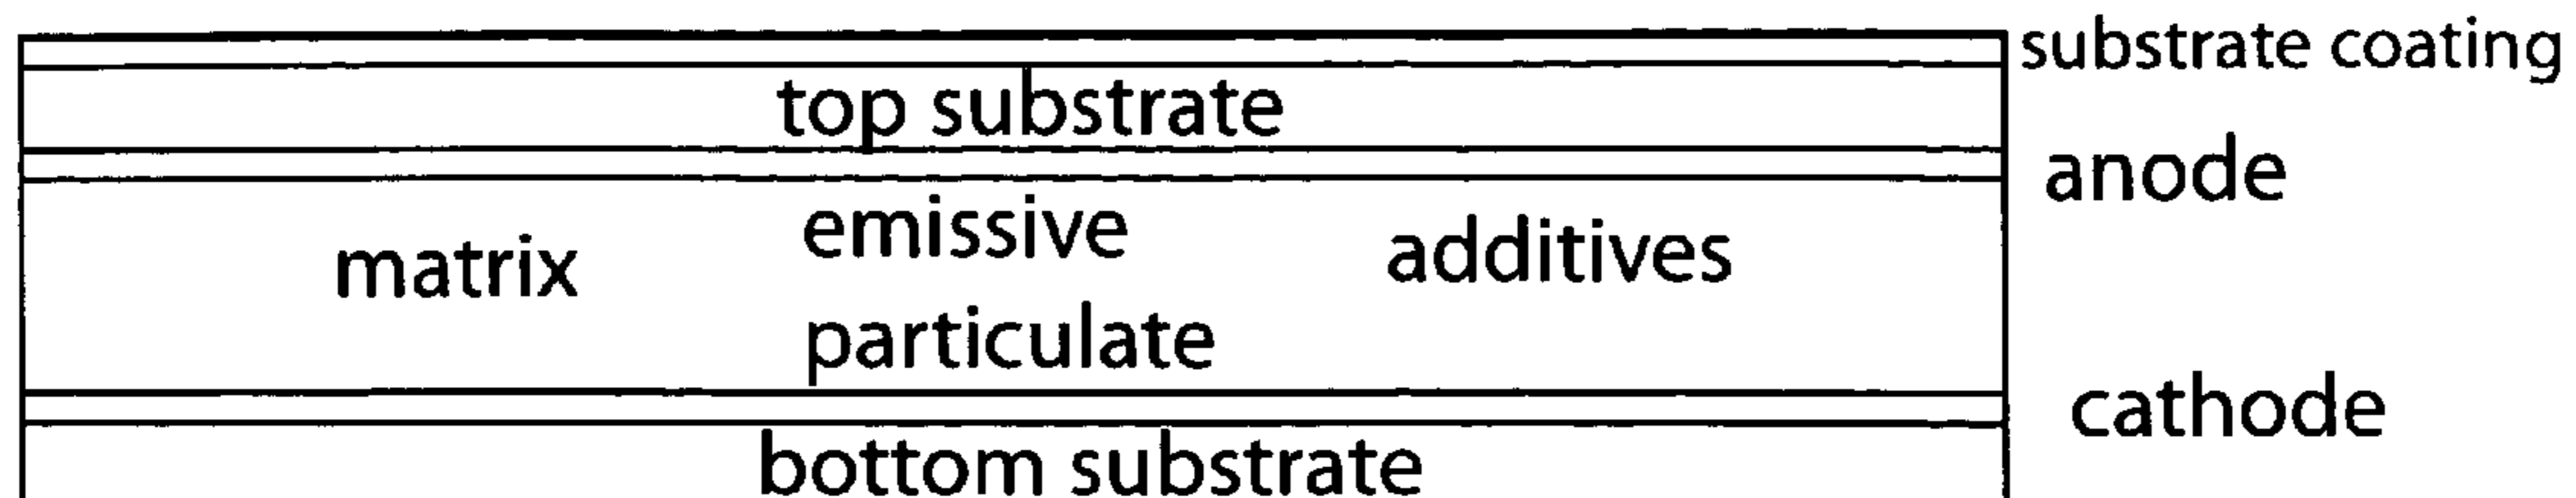 substrate coating
top substrate
anode
matrix
emissive
additives
particulate
cathode
bottom substrate